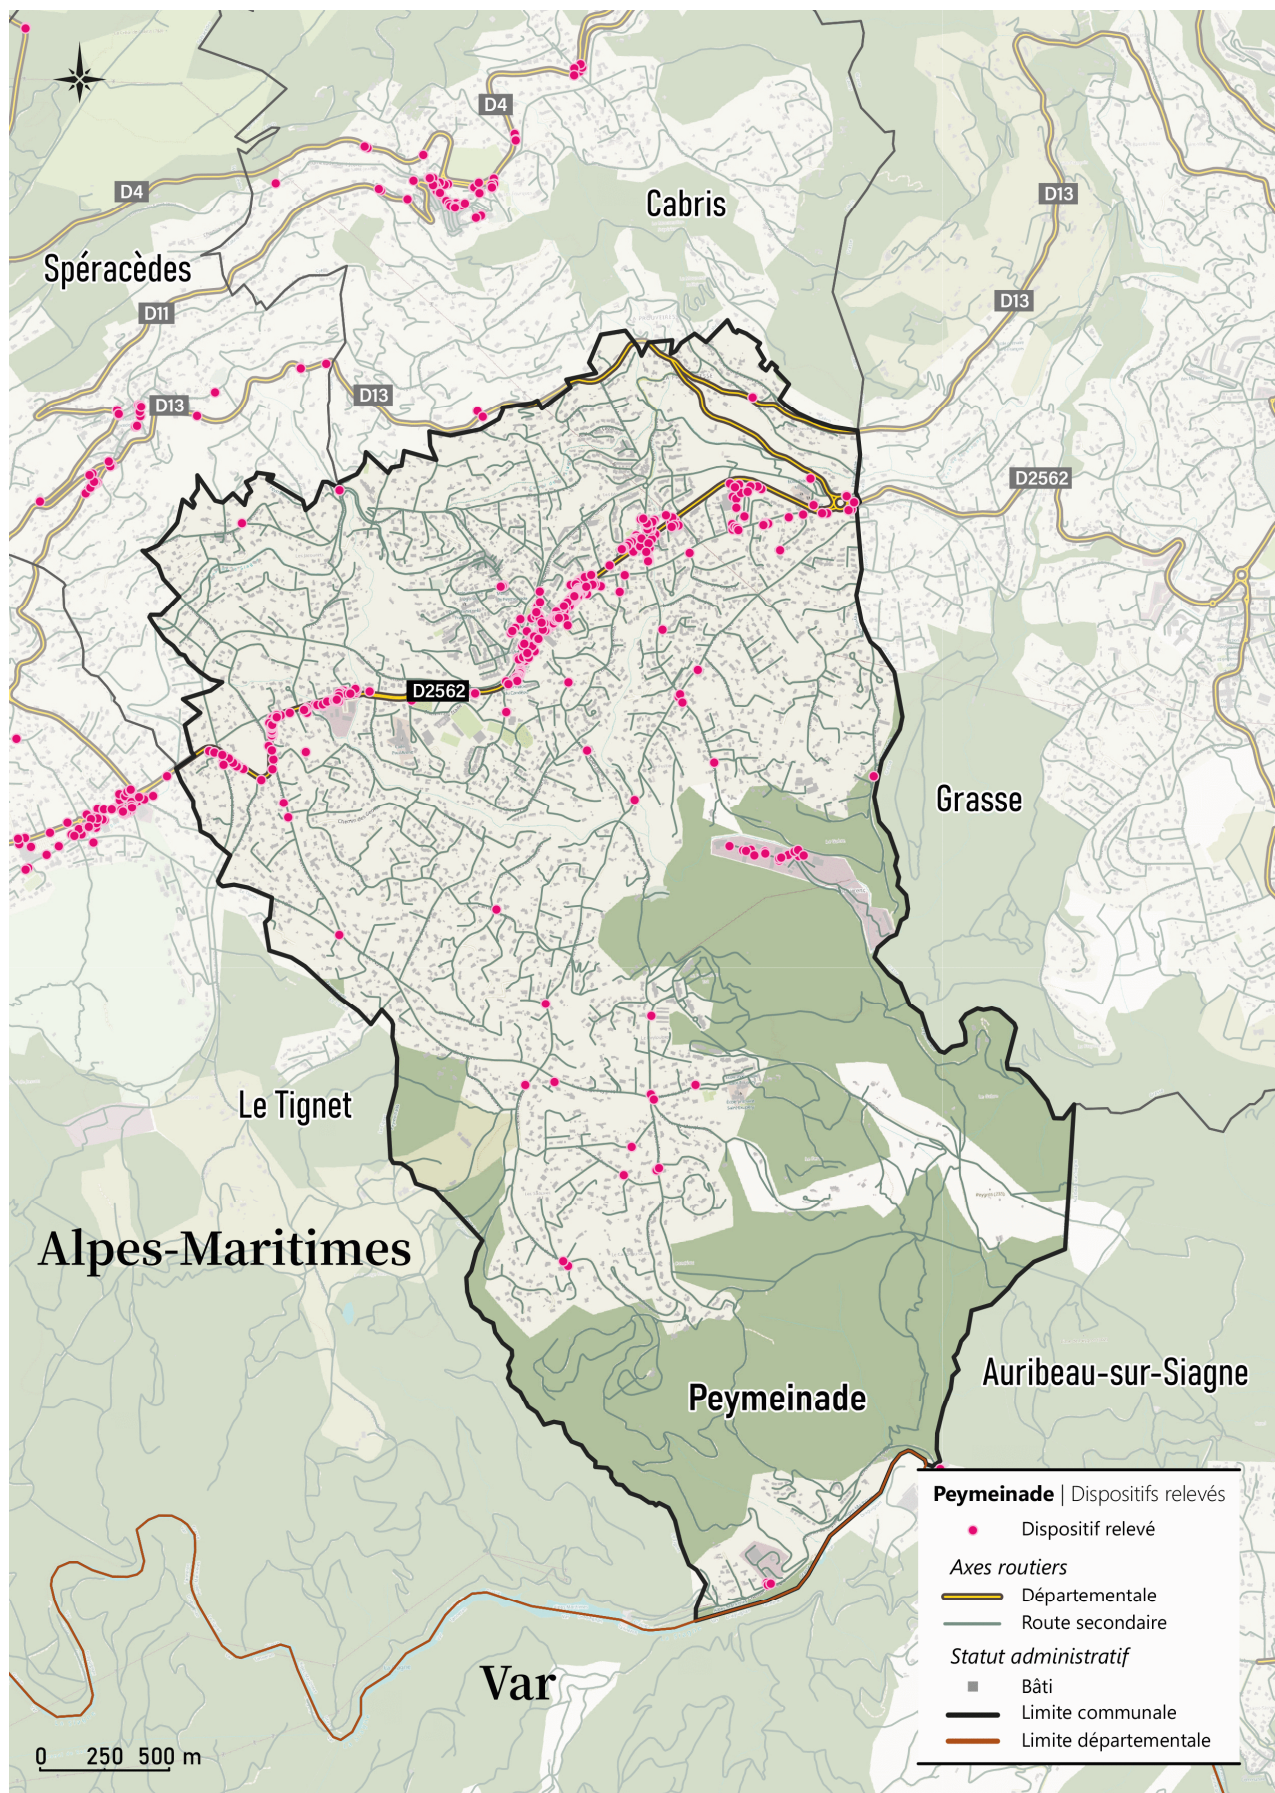 D4
D4
Cabris
D13
Spéracèdes
D13
D11
D13
D13
D2562
D2562
Grasse
Le Tignet
Alpes-Maritimes
Auribeau-sur-Siagne
Peymeinade
Var
0 250 500 m
Peymeinade | Dispositifs relevés
Dispositif relevé
Axes routiers
Départementale
Route secondaire
Statut administratif
Bâti
Limite communale
Limite départementale